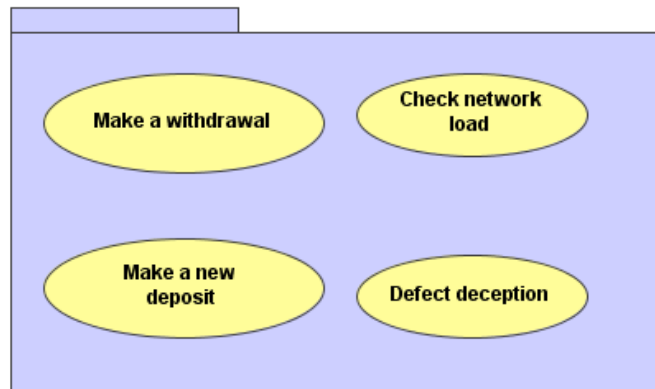 Make a withdrawal
Check network
load
Make a new
deposit
Defect deception